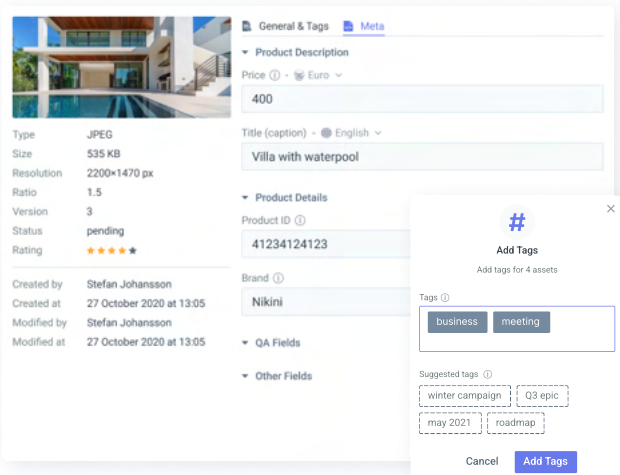 General & Tags
Meta
Product Description
Price - Euro
400
Title (caption) - English
Villa with waterpool
Type JPEG
Size 535 KB
Resolution 2200×1470 px
Ratio 1.5
Version 3
Status pending
Rating
Created by Stefan Johansson
Created at 27 October 2020 at 13:05
Modified by Stefan Johansson
Modified at 27 October 2020 at 13:05
Product Details
Product ID
41234124123
Brand
Nikini
QA Fields
Other Fields
#
Add Tags
Add tags for 4 assets
Tags
business meeting
Suggested tags
winter campaign Q3 epic
may 2021 roadmap
Cancel Add Tags